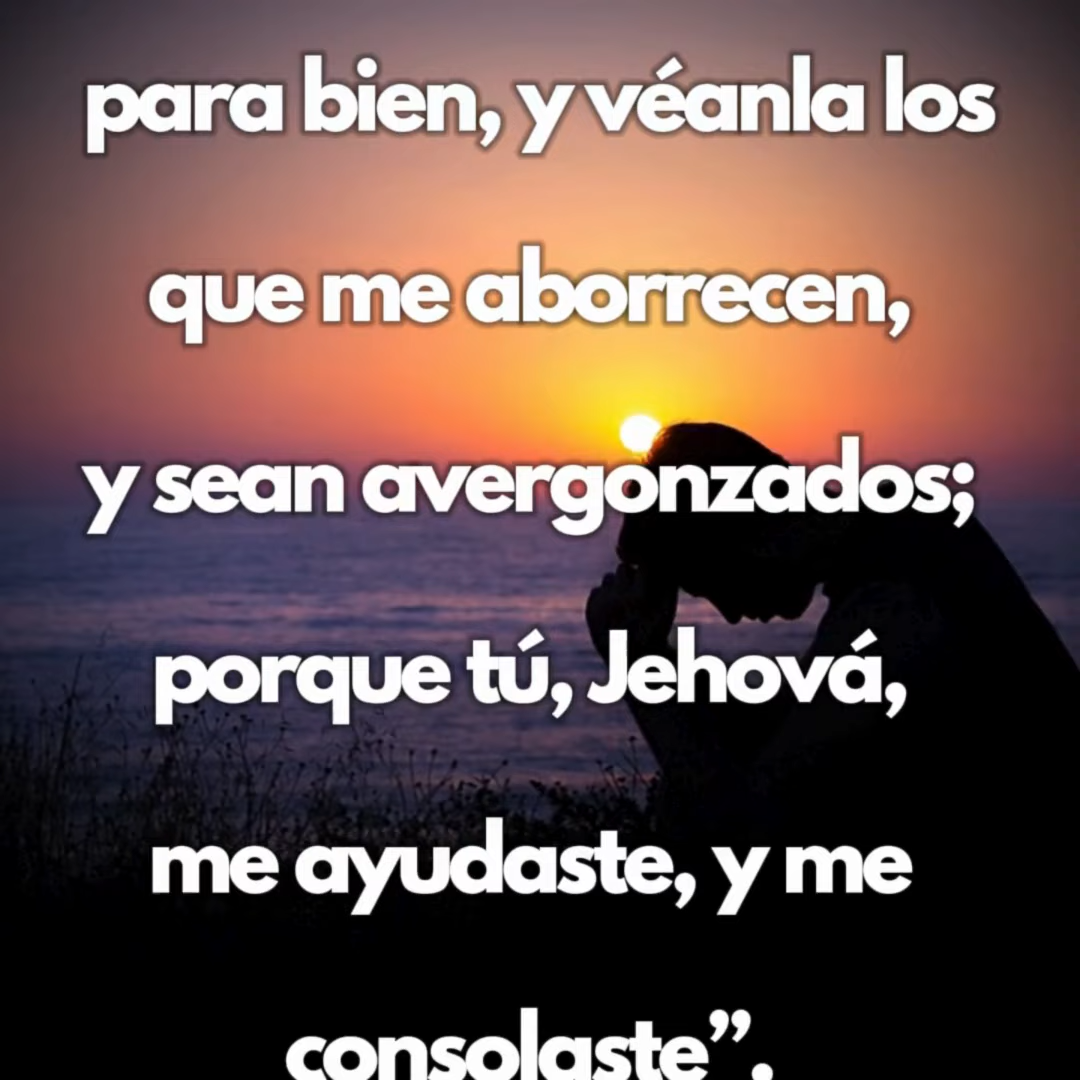 para bien, y véanla los
que me aborrecen,
y sean avergonzados;
porque tú, Jehová,
me ayudaste, y me
consolaste”.